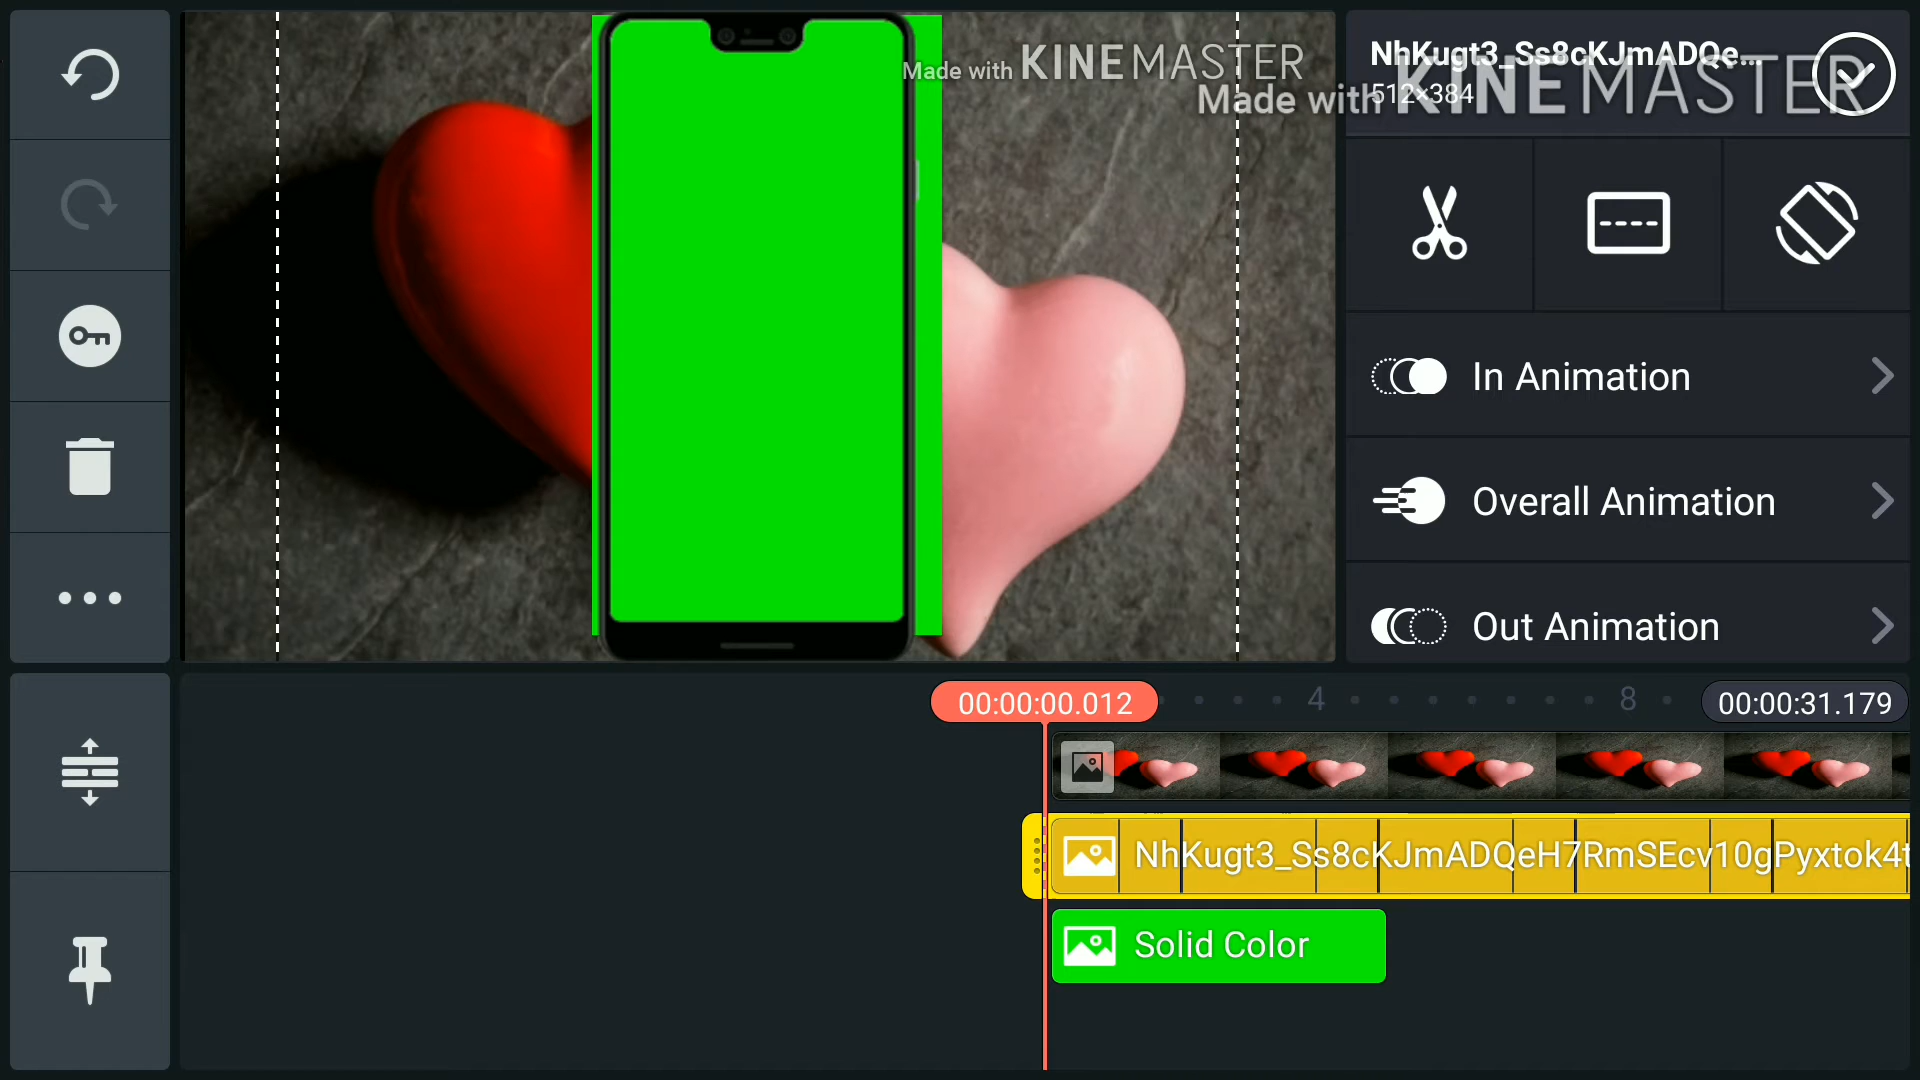 Made with KINEMASTER
NhKugt3_Ss8cKJmADQe...
512×384
Made with KINEMASTER
In Animation
Overall Animation
Out Animation
00:00:00.012
4
8
00:00:31.179
NhKugt3_Ss8cKJmADQeH7RmSEcv10gPyxtok4t
Solid Color